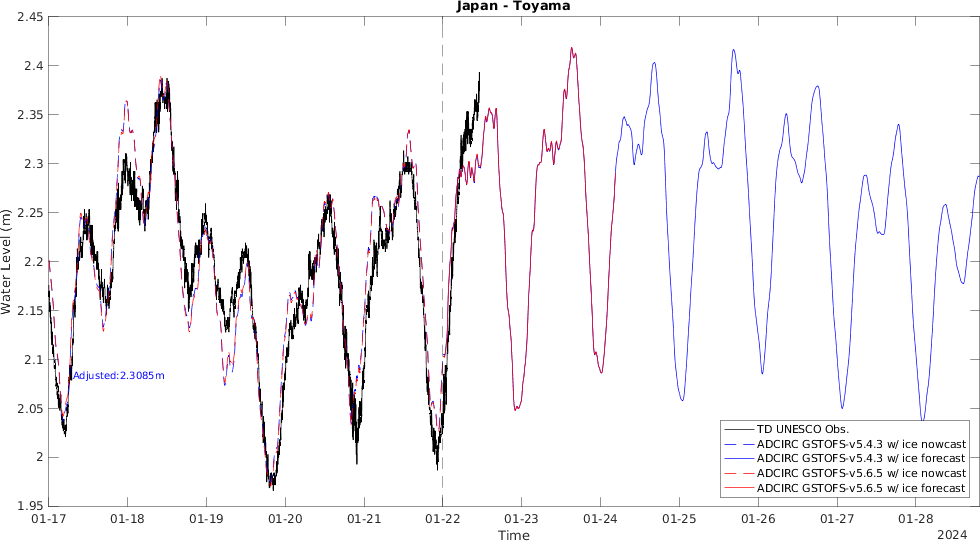 Japan - Toyama
Water Level (m)
2.45
2.4
2.35
2.3
2.25
2.2
2.15
2.1
2.05
2
1.95
Adjusted:2.3085m
TD UNESCO Obs.
ADCIRC GSTOFS-v5.4.3 w/ ice nowcast
ADCIRC GSTOFS-v5.4.3 w/ ice forecast
ADCIRC GSTOFS-v5.6.5 w/ ice nowcast
ADCIRC GSTOFS-v5.6.5 w/ ice forecast
01-17 01-18 01-19 01-20 01-21 01-22 01-23 01-24 01-25 01-26 01-27 01-28
Time
2024